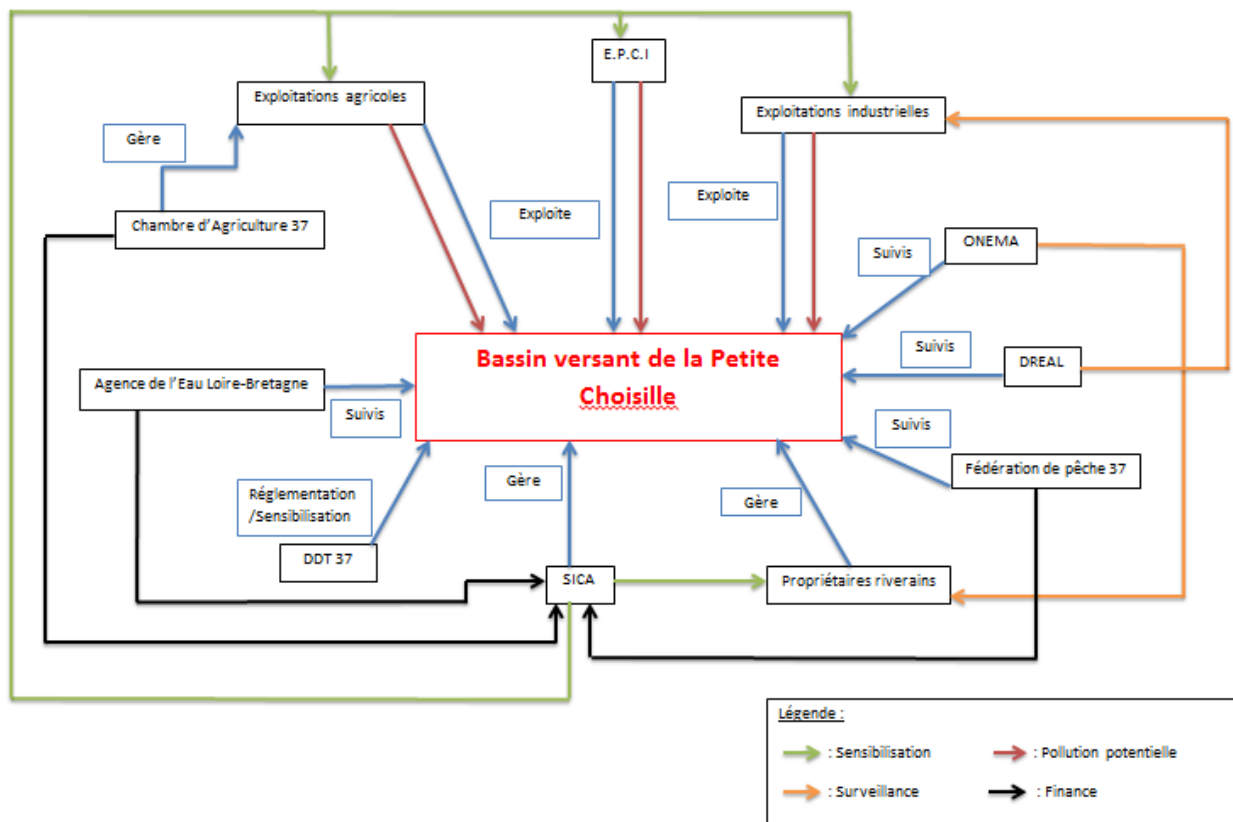 E.P.C.I
Exploitations agricoles
Exploitations industrielles
Gère
Exploite
Exploite
Chambre d'Agriculture 37
ONEMA
Suivis
Bassin versant de la Petite
Choisille
Suivis
DREAL
Agence de l'Eau Loire-Bretagne
Suivis
Suivis
Fédération de pêche 37
Gère
Réglementation
/Sensibilisation
Gère
DDT 37
SICA
Propriétaires riverains
Légende :
: Sensibilisation
: Pollution potentielle
: Surveillance
: Finance